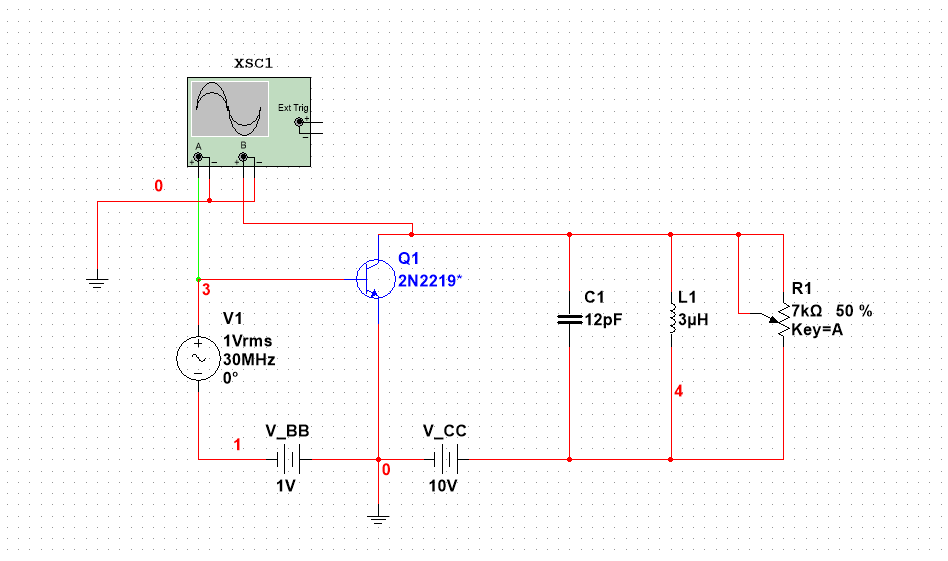 XSC1
Ext Trig
+
−
A
B
+
−
+
−
0
Q1
2N2219*
3
V1
1Vrms
30MHz
0°
+
−
C1
12pF
L1
3µH
R1
7kΩ 50 %
Key=A
4
1
V_BB
1V
0
V_CC
10V